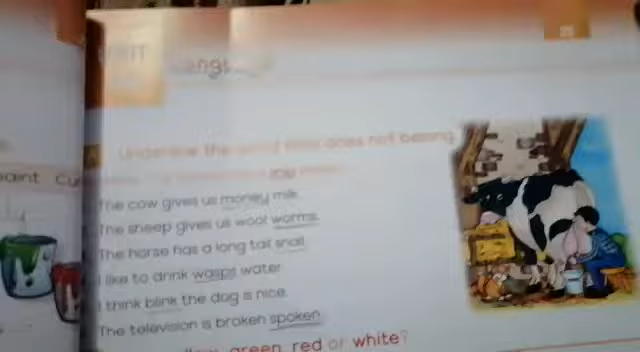 Underline the word that does not belong
The cow gives us money milk.
The sheep gives us wool worms.
The horse has a long tail snail.
I like to drink wasps water.
I think blink the dog is nice.
The television is broken spoken.
green, red or white?
paint